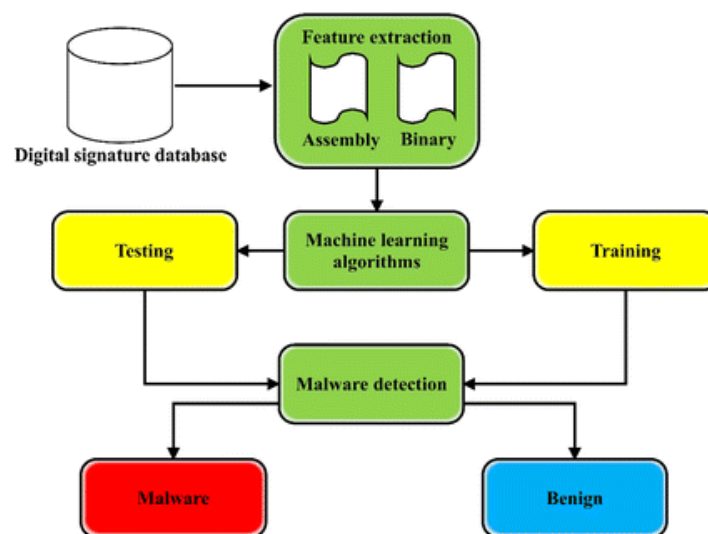 Feature extraction
Assembly Binary
Digital signature database
Testing
Machine learning
algorithms
Training
Malware detection
Malware
Benign